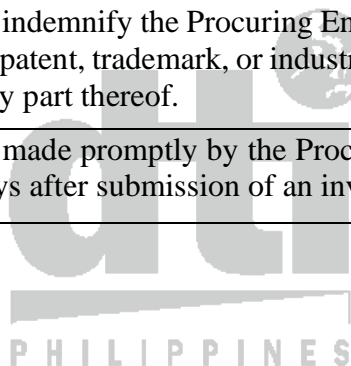 indemnify the Procuring En
patent, trademark, or industr
y part thereof.
made promptly by the Proc
ys after submission of an inv
dti
PHILIPPINES